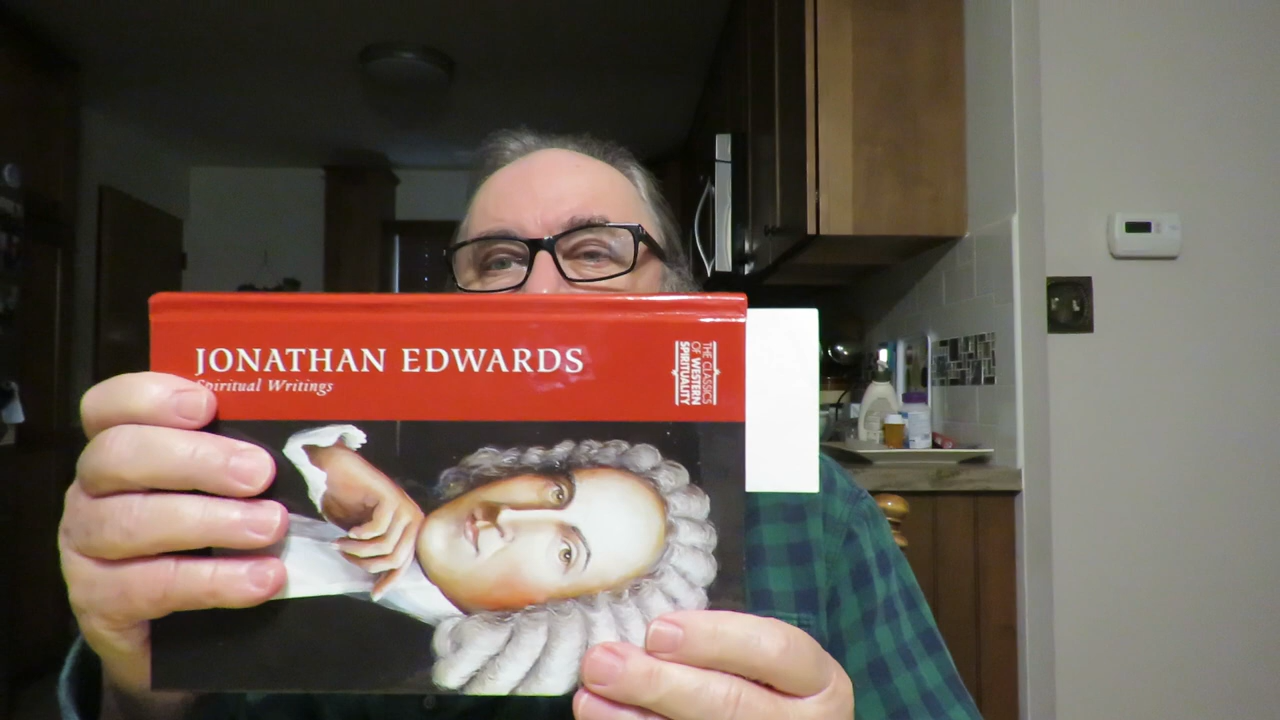 JONATHAN EDWARDS
Spiritual Writings
THE CLASSICS
OF WESTERN
SPIRITUALITY